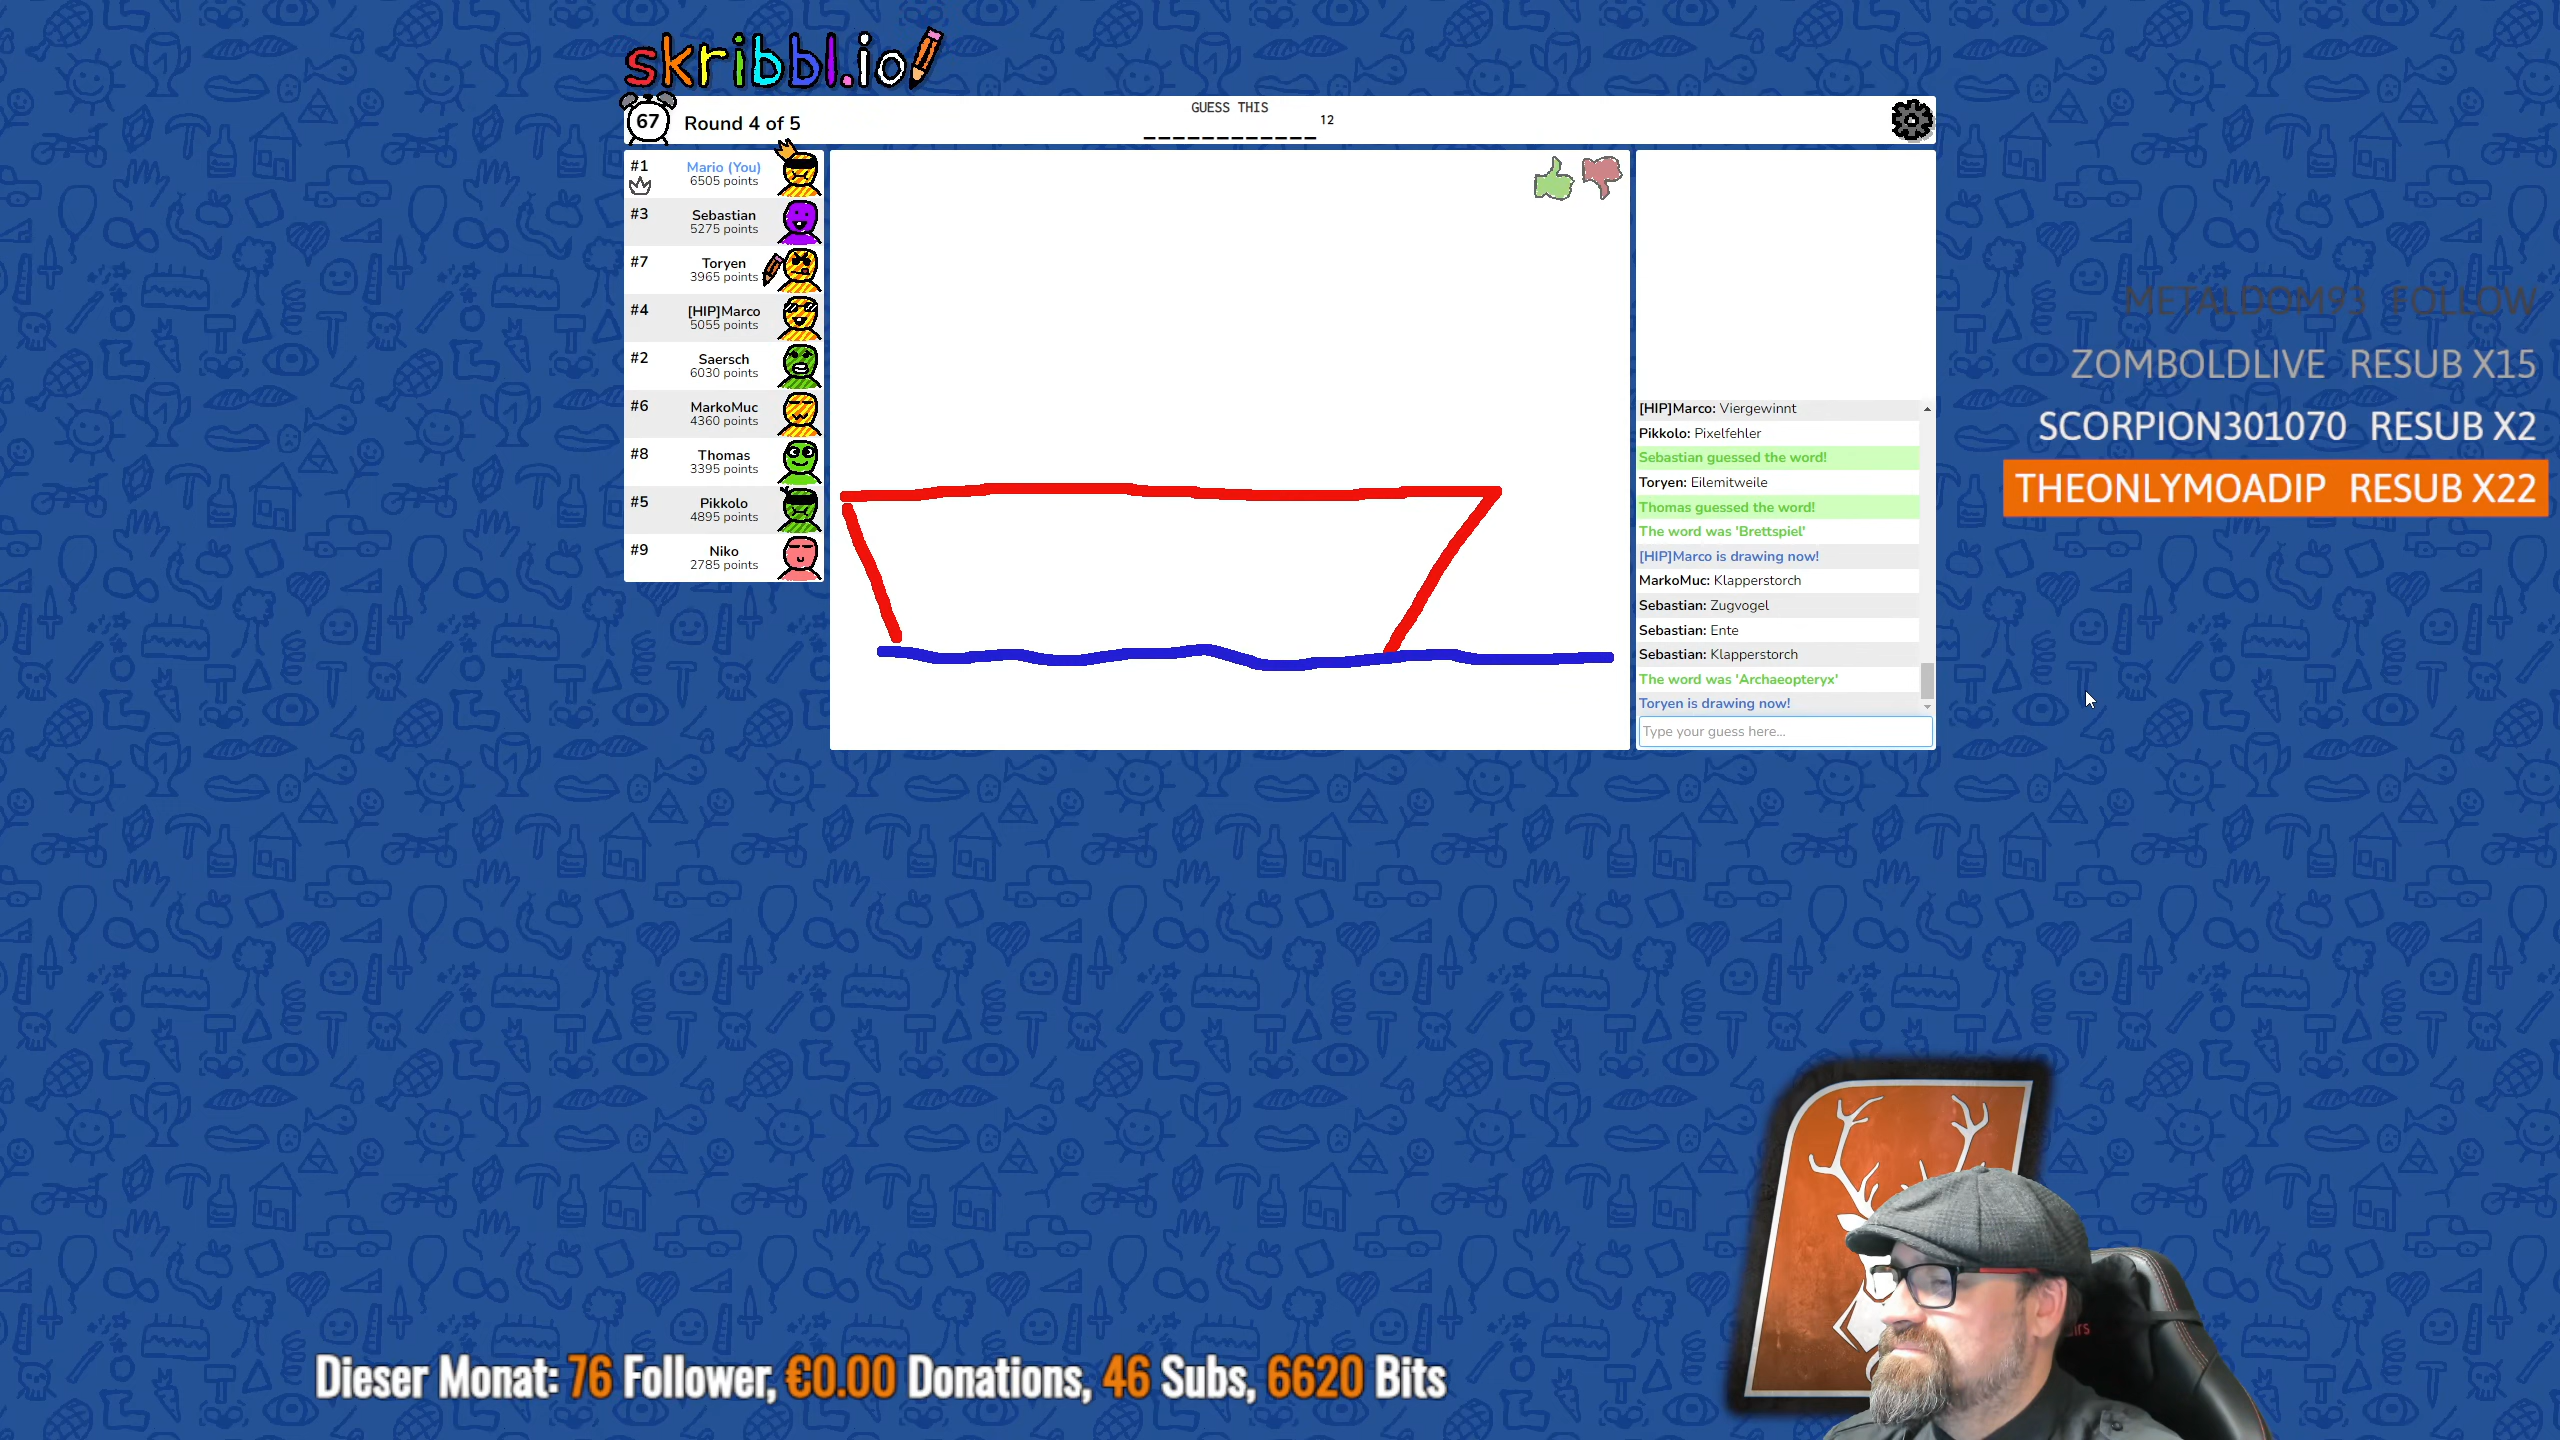 skribbl.io
67
Round 4 of 5
GUESS THIS
____________ 12
#1
Mario (You)
6505 points
#3
Sebastian
5275 points
#7
Toryen
3965 points
#4
[HIP]Marco
5055 points
#2
Saersch
6030 points
#6
MarkoMuc
4360 points
#8
Thomas
3395 points
#5
Pikkolo
4895 points
#9
Niko
2785 points
[HIP]Marco: Viergewinnt
Pikkolo: Pixelfehler
Sebastian guessed the word!
Toryen: Eilemitweile
Thomas guessed the word!
The word was 'Brettspiel'
[HIP]Marco is drawing now!
MarkoMuc: Klapperstorch
Sebastian: Zugvogel
Sebastian: Ente
Sebastian: Klapperstorch
The word was 'Archaeopteryx'
Toryen is drawing now!
Type your guess here...
METALDOM93 FOLLOW
ZOMBOLDLIVE RESUB X15
SCORPION301070 RESUB X2
THEONLYMOADIP RESUB X22
Dieser Monat: 76 Follower, €0.00 Donations, 46 Subs, 6620 Bits